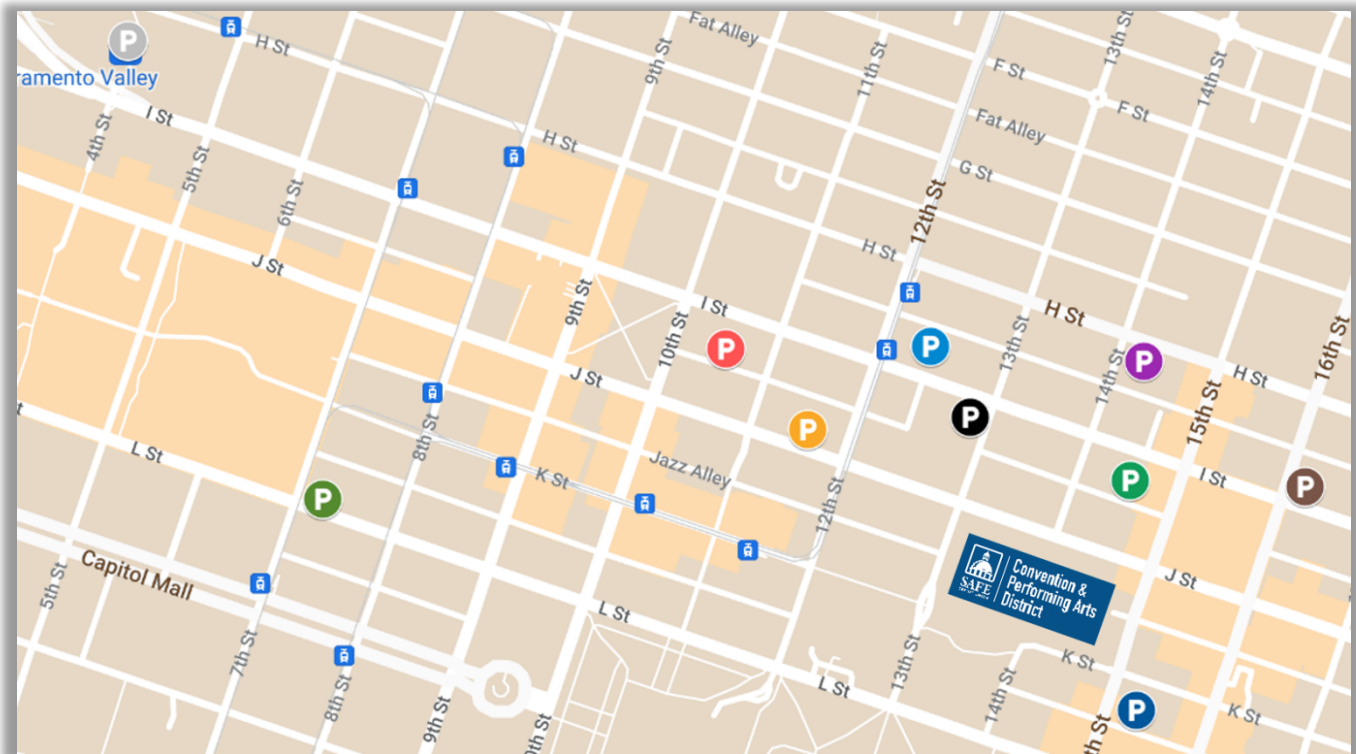 P
ramento Valley
H St
Fat Alley
9th St
11th St
13th St
14th St
F St
F St
Fat Alley
G St
I St
4th St
5th St
6th St
H St
12th St
H St
J St
9th St
10th St
I St
P
P
13th St
H St
14th St
P
H St
16th St
15th St
J St
P
P
8th St
K St
Jazz Alley
12th St
L St
P
P
I St
P
SAFE
Convention &
Performing Arts
District
J St
Capitol Mall
5th St
7th St
8th St
9th St
L St
L St
13th St
14th St
K St
P
K St